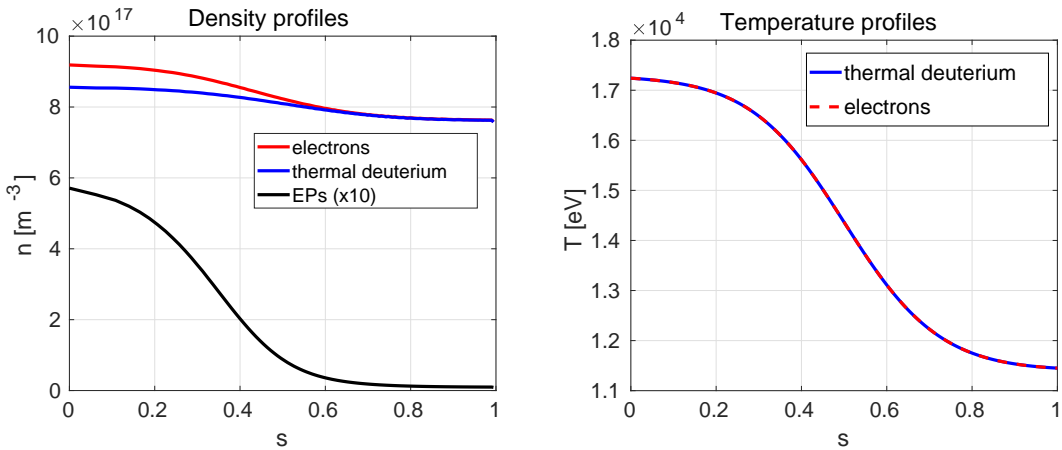 Density profiles
×10^17
n [m^-3]
10
8
6
4
2
0
electrons
thermal deuterium
EPs (x10)
0 0.2 0.4 0.6 0.8 1
s
Temperature profiles
×10^4
T [eV]
1.8
1.7
1.6
1.5
1.4
1.3
1.2
1.1
thermal deuterium
electrons
0 0.2 0.4 0.6 0.8 1
s